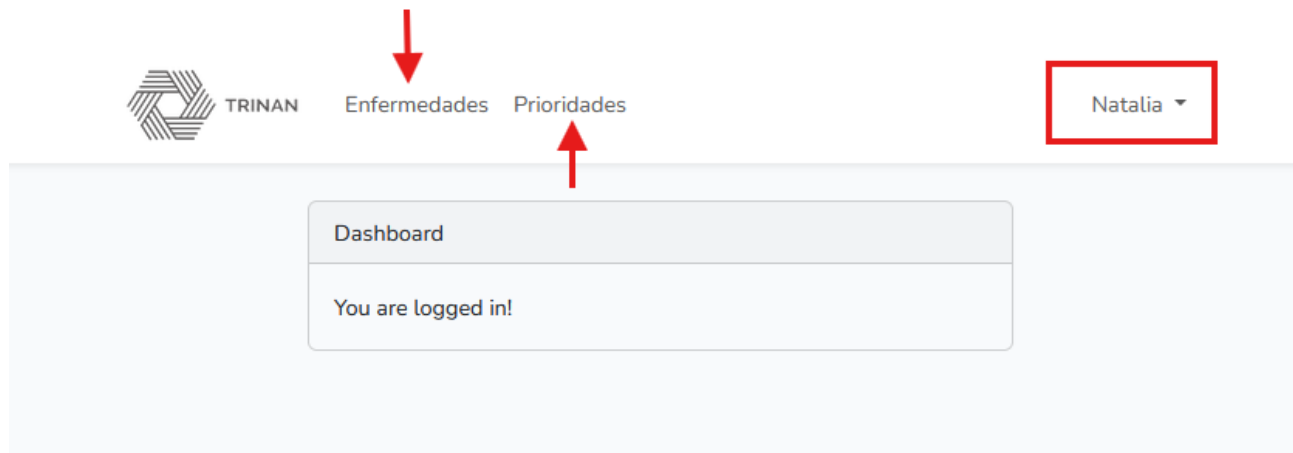 TRINAN Enfermedades Prioridades Natalia
Dashboard
You are logged in!